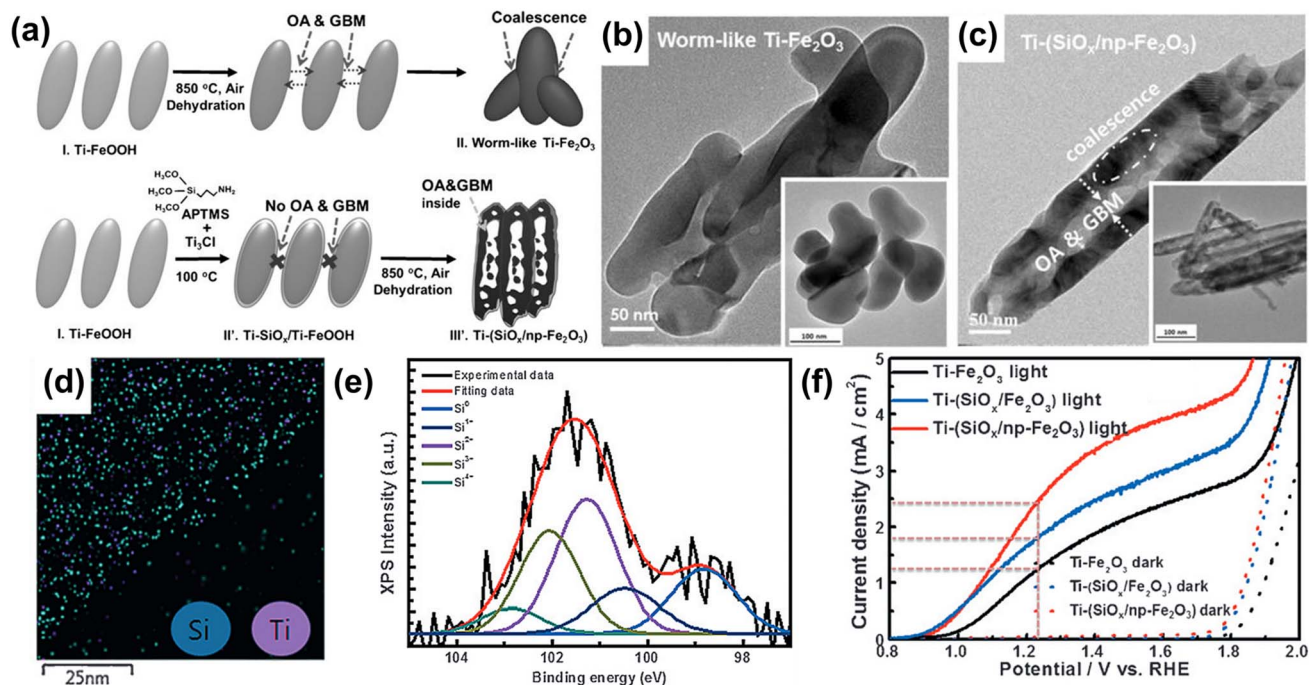 (a)
OA & GBM
Coalescence
850 °C, Air
Dehydration
I. Ti-FeOOH
II. Worm-like Ti-Fe₂O₃
H₃CO
H₃CO Si NH₂
H₃CO
APTMS
+
Ti₃Cl
100 °C
No OA & GBM
OA&GBM
inside
850 °C, Air
Dehydration
I. Ti-FeOOH
II'. Ti-SiOₓ/Ti-FeOOH
III'. Ti-(SiOₓ/np-Fe₂O₃)
(b)
Worm-like Ti-Fe₂O₃
50 nm
100 nm
(c)
Ti-(SiOₓ/np-Fe₂O₃)
coalescence
OA & GBM
50 nm
100 nm
(d)
Si
Ti
25nm
(e)
Experimental data
Fitting data
Si⁰
Si¹⁺
Si²⁺
Si³⁺
Si⁴⁺
XPS Intensity (a.u.)
104 102 100 98
Binding energy (eV)
(f)
Ti-Fe₂O₃ light
Ti-(SiOₓ/Fe₂O₃) light
Ti-(SiOₓ/np-Fe₂O₃) light
Ti-Fe₂O₃ dark
Ti-(SiOₓ/Fe₂O₃) dark
Ti-(SiOₓ/np-Fe₂O₃) dark
Current density (mA / cm²)
5
4
3
2
1
0
0.8 1.0 1.2 1.4 1.6 1.8 2.0
Potential / V vs. RHE